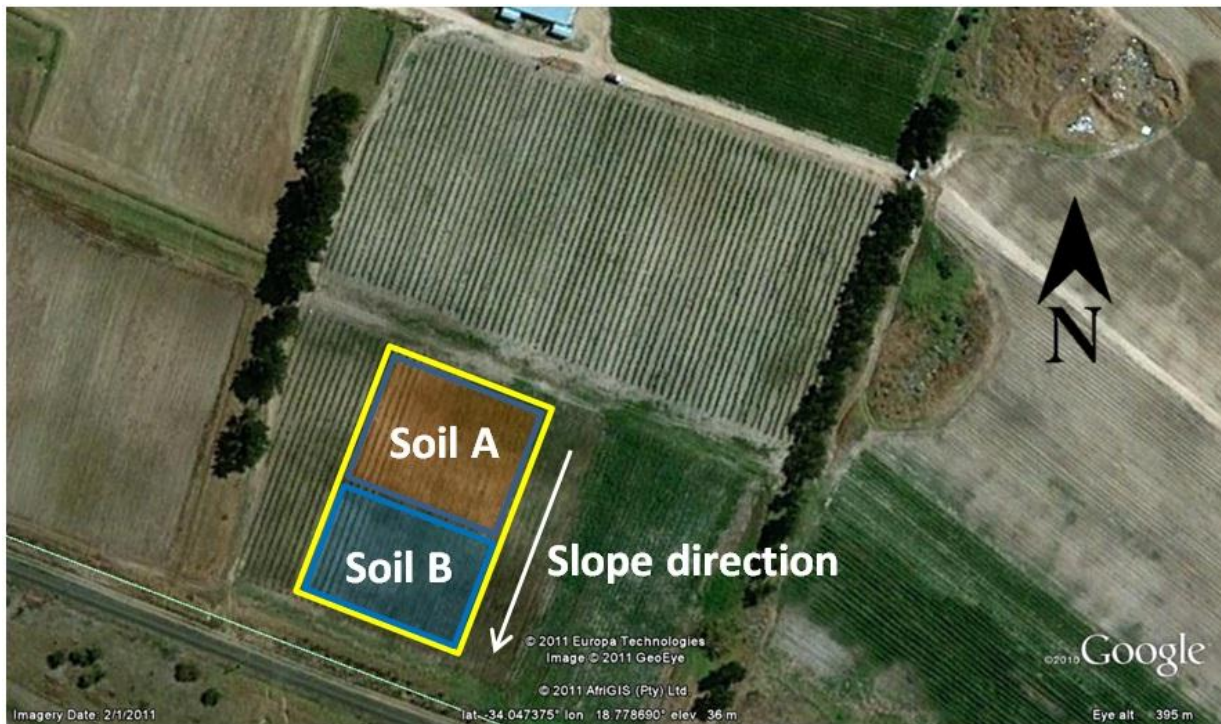 N
Soil A
Soil B
Slope direction
© 2011 Europa Technologies
Image © 2011 GeoEye
©2010 Google
© 2011 AfriGIS (Pty) Ltd.
Imagery Date: 2/1/2011
lat -34.047375° lon 18.778690° elev 36 m
Eye alt 395 m